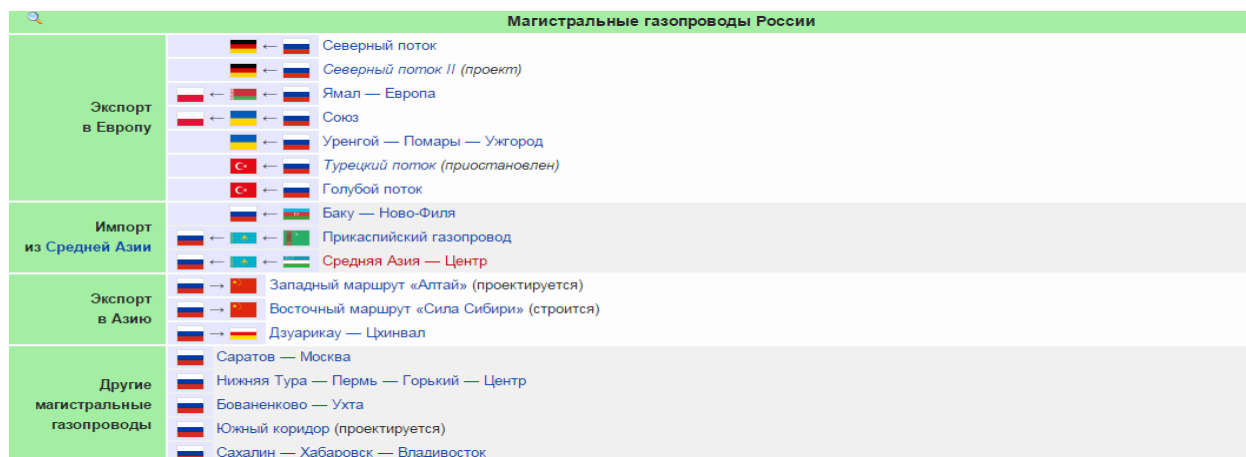 Магистральные газопроводы России
Экспорт
в Европу
← Северный поток
← Северный поток II (проект)
← ← Ямал — Европа
← ← Союз
← Уренгой — Помары — Ужгород
← Турецкий поток (приостановлен)
← Голубой поток
Импорт
из Средней Азии
← Баку — Ново-Филя
← ← Прикаспийский газопровод
← ← Средняя Азия — Центр
Экспорт
в Азию
→ Западный маршрут «Алтай» (проектируется)
→ Восточный маршрут «Сила Сибири» (строится)
→ Дзуарикау — Цхинвал
Другие
магистральные
газопроводы
Саратов — Москва
Нижняя Тура — Пермь — Горький — Центр
Бованенково — Ухта
Южный коридор (проектируется)
Сахалин — Хабаровск — Владивосток